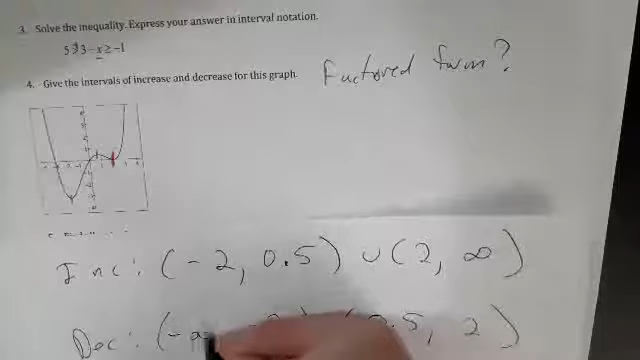 3. Solve the inequality. Express your answer in interval notation.
5 > 3 - x ≥ -1
4. Give the intervals of increase and decrease for this graph.
Factored form?
Inc: (-2, 0.5) ∪ (2, ∞)
Dec: (-∞ 0.5, 2)